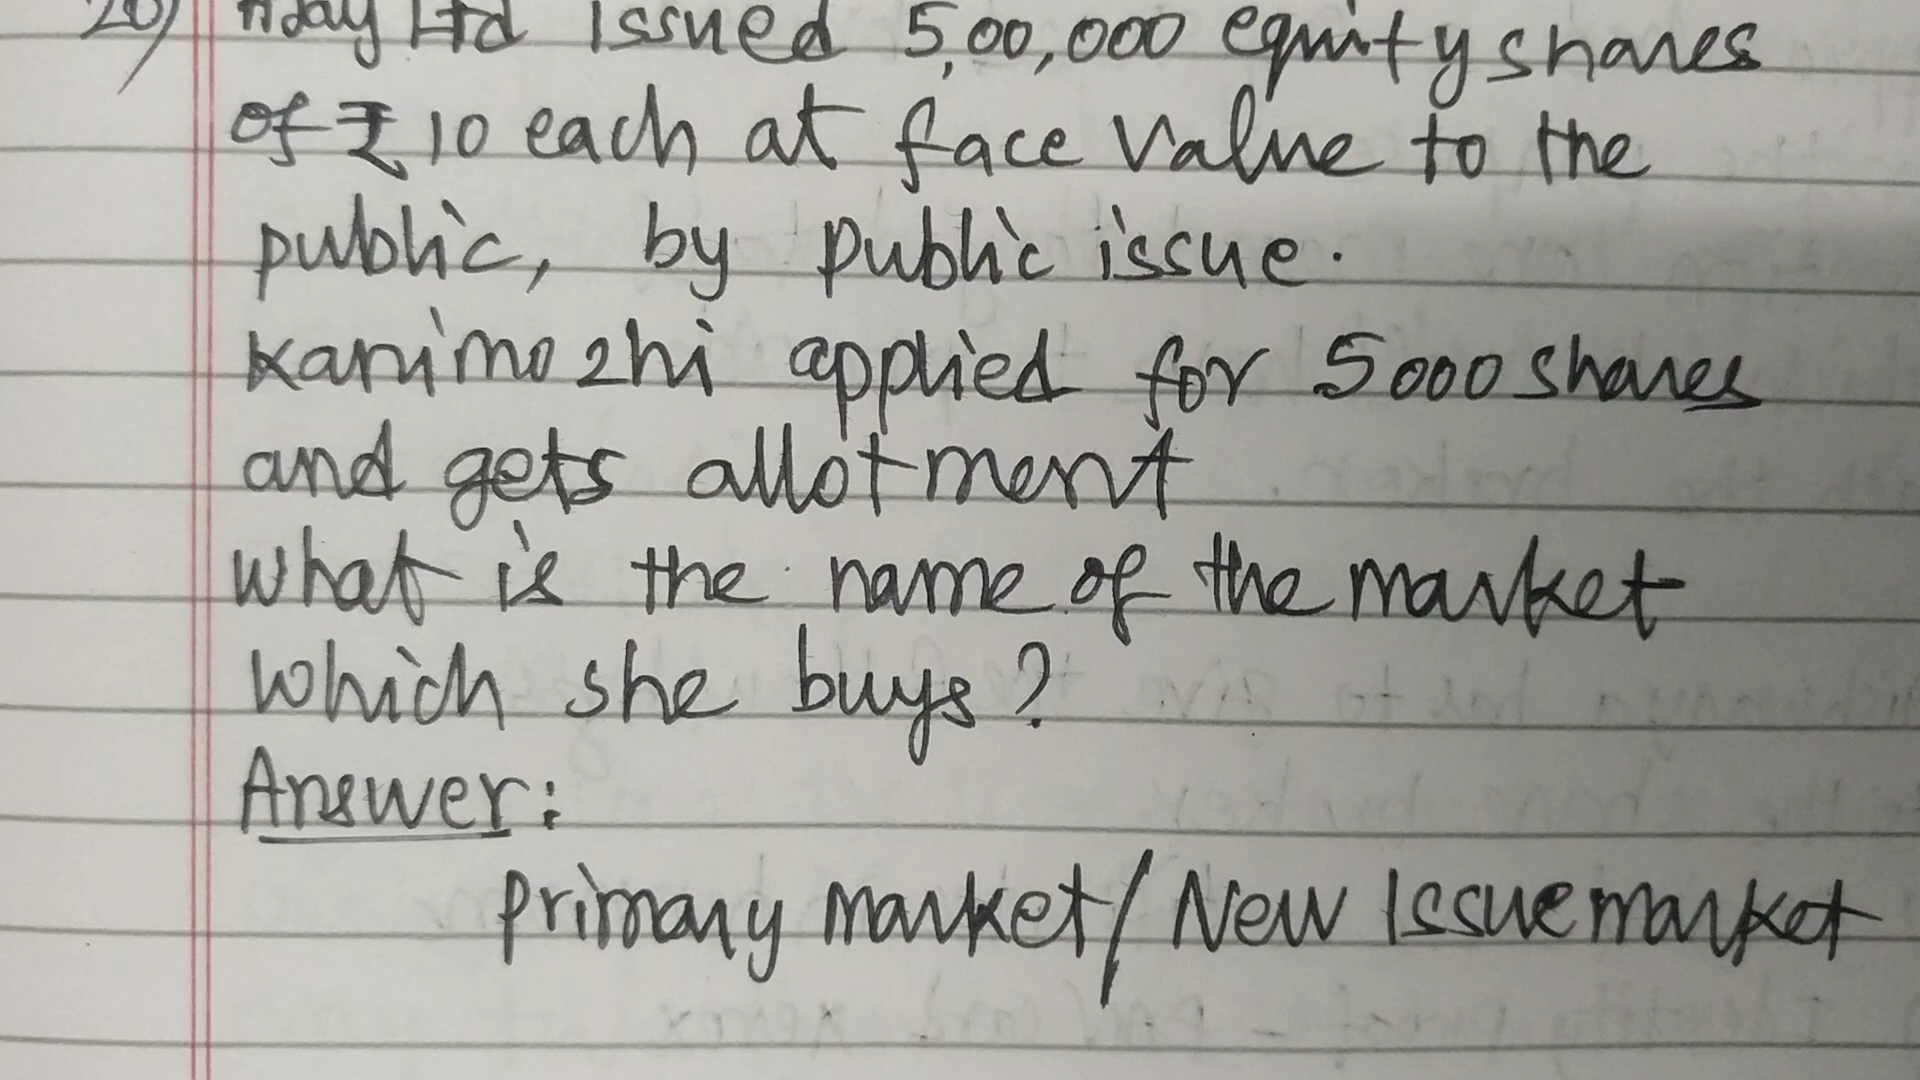 20) Ltd issued 5,00,000 equity shares
of ₹ 10 each at face value to the
public, by public issue.
Kanimozhi applied for 5000 shares
and gets allotment
what is the name of the market
which she buys?
Answer:
primary market/ New Issue market